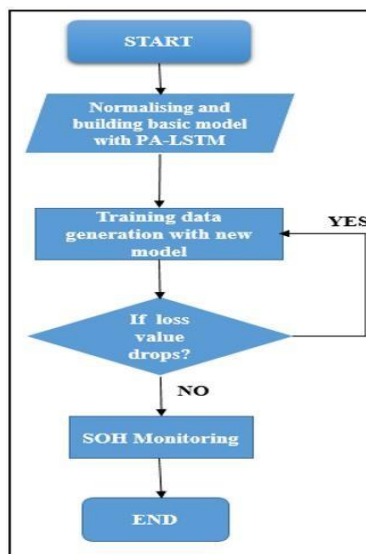 START
Normalising and
building basic model
with PA-LSTM
Training data
generation with new
model
YES
If loss
value
drops?
NO
SOH Monitoring
END